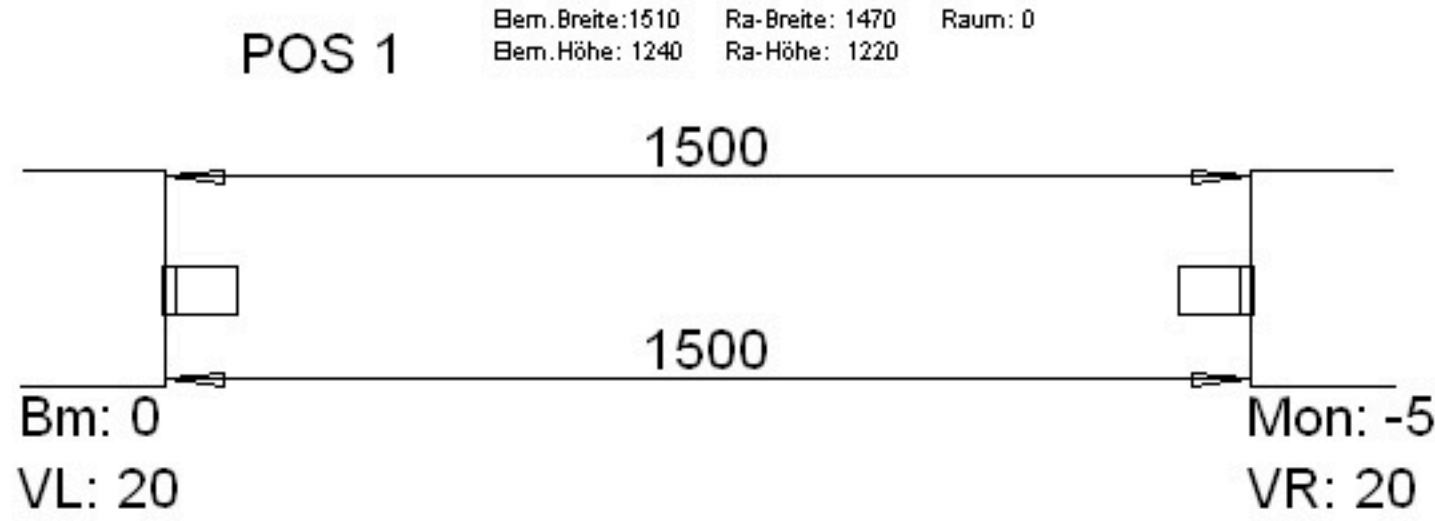 Elem.Breite:1510 Ra-Breite: 1470 Raum: 0
POS 1
Elem.Höhe: 1240 Ra-Höhe: 1220
1500
1500
Bm: 0
Mon: -5
VL: 20
VR: 20